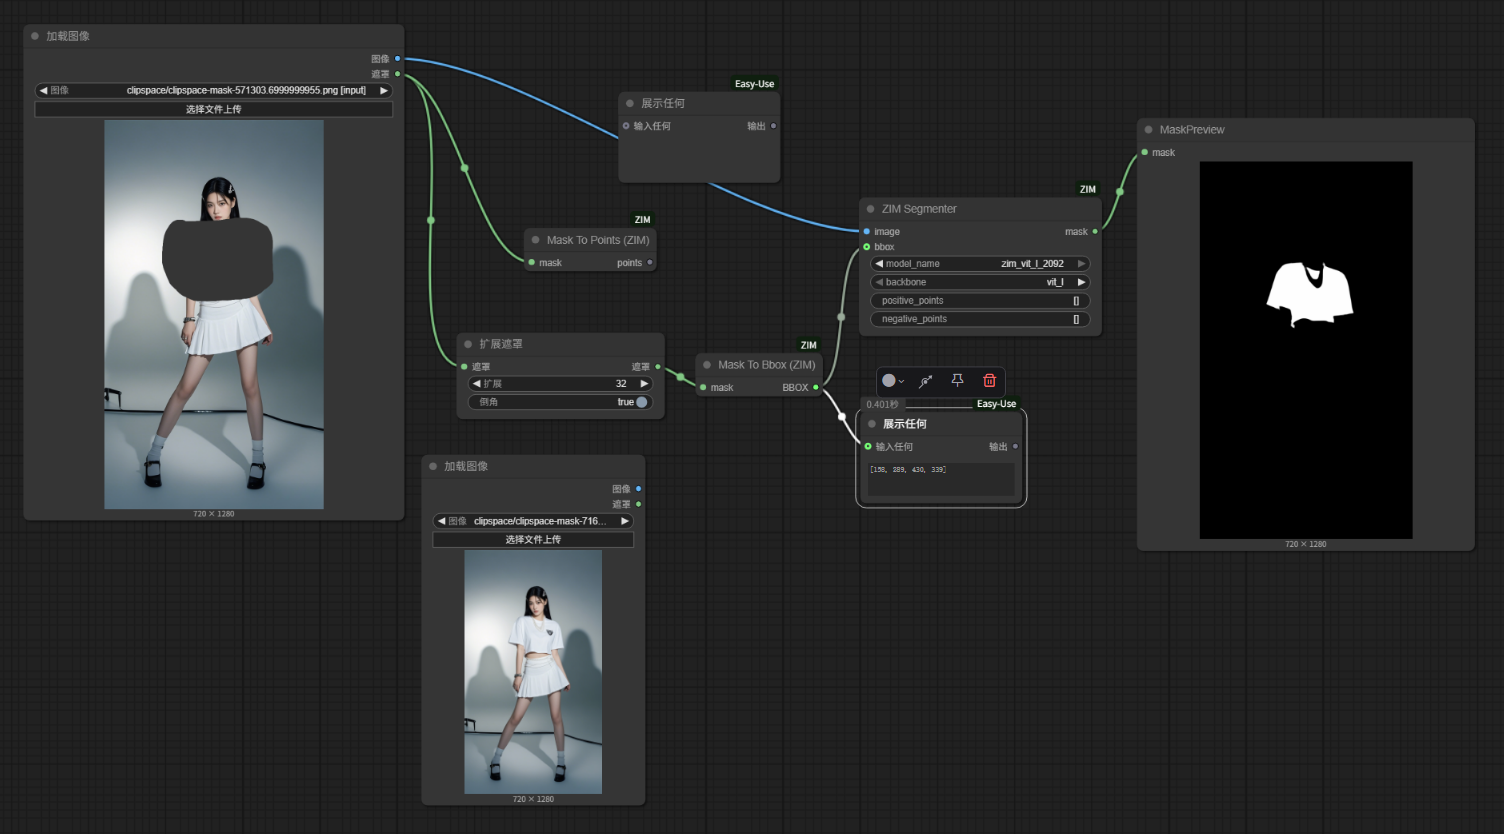 加载图像
图像
遮罩
图像 clipspace/clipspace-mask-571303.6999999955.png [input]
选择文件上传
720 × 1280
Easy-Use
展示任何
输入任何 输出
ZIM
Mask To Points (ZIM)
mask points
扩展遮罩
遮罩 遮罩
扩展 32
倒角 true
ZIM
Mask To Bbox (ZIM)
mask BBOX
ZIM
ZIM Segmenter
image mask
bbox
model_name zim_vit_l_2092
backbone vit_l
positive_points []
negative_points []
0.401秒 Easy-Use
展示任何
输入任何 输出
[158, 289, 430, 339]
加载图像
图像
遮罩
图像 clipspace/clipspace-mask-716...
选择文件上传
720 × 1280
MaskPreview
mask
720 × 1280